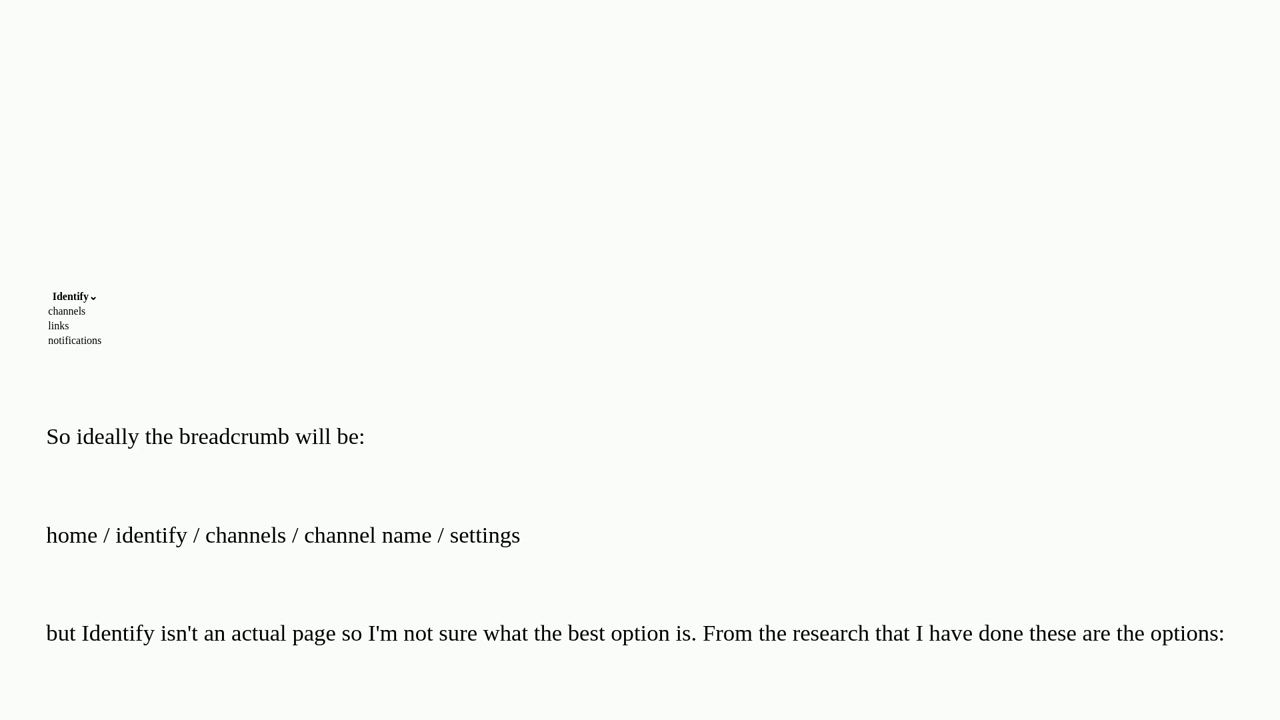 Identify⌄
channels
links
notifications
So ideally the breadcrumb will be:
home / identify / channels / channel name / settings
but Identify isn't an actual page so I'm not sure what the best option is. From the research that I have done these are the options: